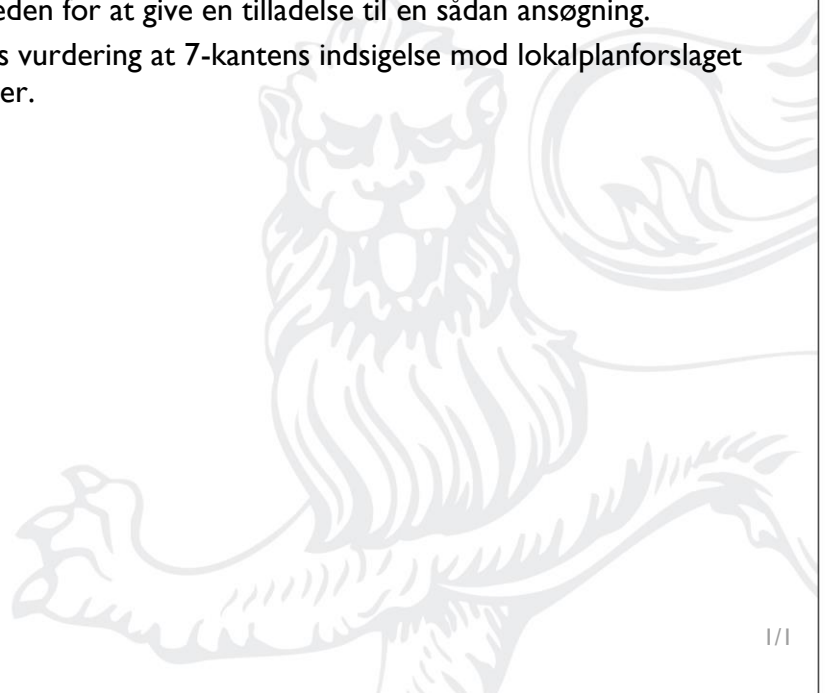 eden for at give en tilladelse til en sådan ansøgning.
s vurdering at 7-kantens indsigelse mod lokalplanforslaget
er.
1/1